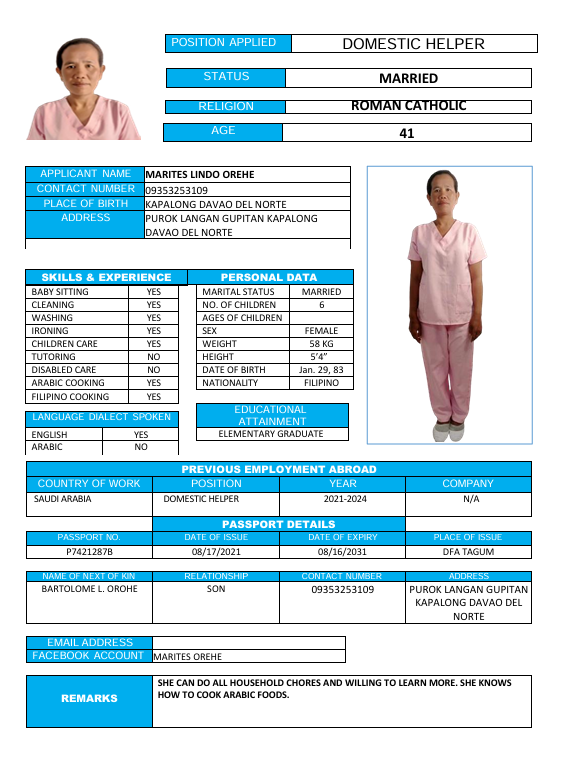 POSITION APPLIED DOMESTIC HELPER
STATUS MARRIED
RELIGION ROMAN CATHOLIC
AGE 41
APPLICANT NAME MARITES LINDO OREHE
CONTACT NUMBER 09353253109
PLACE OF BIRTH KAPALONG DAVAO DEL NORTE
ADDRESS PUROK LANGAN GUPITAN KAPALONG
DAVAO DEL NORTE
SKILLS & EXPERIENCE
BABY SITTING YES
CLEANING YES
WASHING YES
IRONING YES
CHILDREN CARE YES
TUTORING NO
DISABLED CARE NO
ARABIC COOKING YES
FILIPINO COOKING YES
LANGUAGE DIALECT SPOKEN
ENGLISH YES
ARABIC NO
PERSONAL DATA
MARITAL STATUS MARRIED
NO. OF CHILDREN 6
AGES OF CHILDREN
SEX FEMALE
WEIGHT 58 KG
HEIGHT 5’4”
DATE OF BIRTH Jan. 29, 83
NATIONALITY FILIPINO
EDUCATIONAL
ATTAINMENT
ELEMENTARY GRADUATE
PREVIOUS EMPLOYMENT ABROAD
COUNTRY OF WORK POSITION YEAR COMPANY
SAUDI ARABIA DOMESTIC HELPER 2021-2024 N/A
PASSPORT DETAILS
PASSPORT NO. DATE OF ISSUE DATE OF EXPIRY PLACE OF ISSUE
P7421287B 08/17/2021 08/16/2031 DFA TAGUM
NAME OF NEXT OF KIN RELATIONSHIP CONTACT NUMBER ADDRESS
BARTOLOME L. OROHE SON 09353253109 PUROK LANGAN GUPITAN
KAPALONG DAVAO DEL
NORTE
EMAIL ADDRESS
FACEBOOK ACCOUNT MARITES OREHE
REMARKS
SHE CAN DO ALL HOUSEHOLD CHORES AND WILLING TO LEARN MORE. SHE KNOWS
HOW TO COOK ARABIC FOODS.